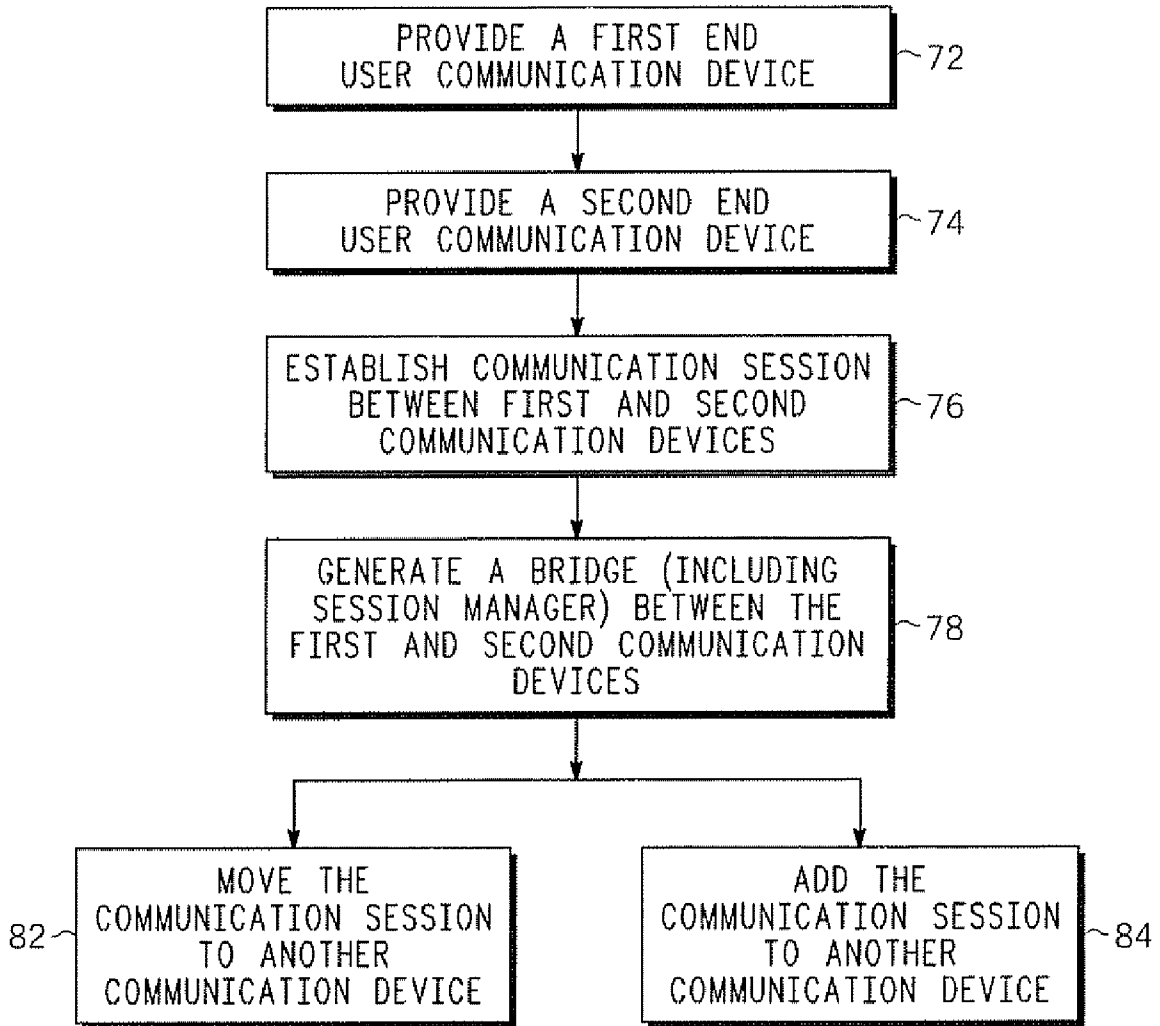 PROVIDE A FIRST END
USER COMMUNICATION DEVICE
72
PROVIDE A SECOND END
USER COMMUNICATION DEVICE
74
ESTABLISH COMMUNICATION SESSION
BETWEEN FIRST AND SECOND
COMMUNICATION DEVICES
76
GENERATE A BRIDGE (INCLUDING
SESSION MANAGER) BETWEEN THE
FIRST AND SECOND COMMUNICATION
DEVICES
78
MOVE THE
COMMUNICATION SESSION
TO ANOTHER
COMMUNICATION DEVICE
82
ADD THE
COMMUNICATION SESSION
TO ANOTHER
COMMUNICATION DEVICE
84